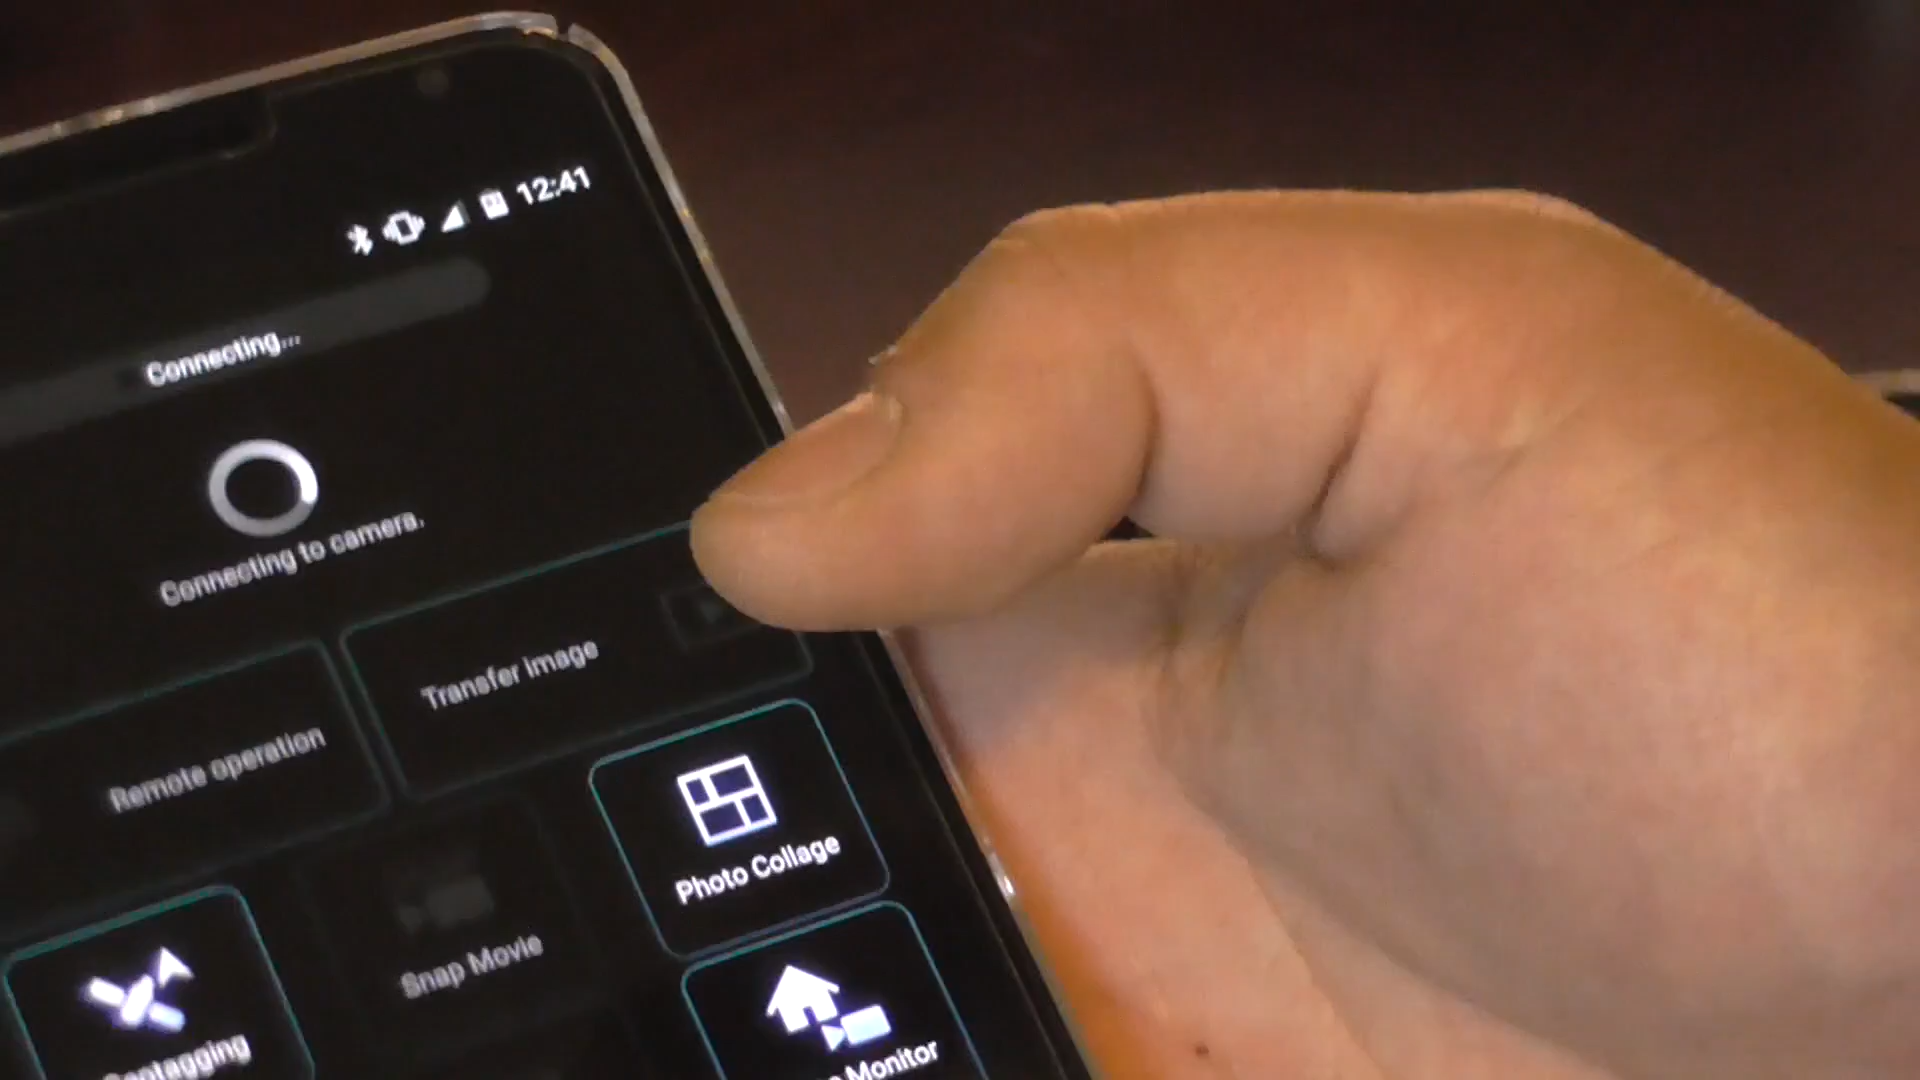 12:41
Connecting...
Connecting to camera.
Transfer image
Remote operation
Photo Collage
Snap Movie
Monitor